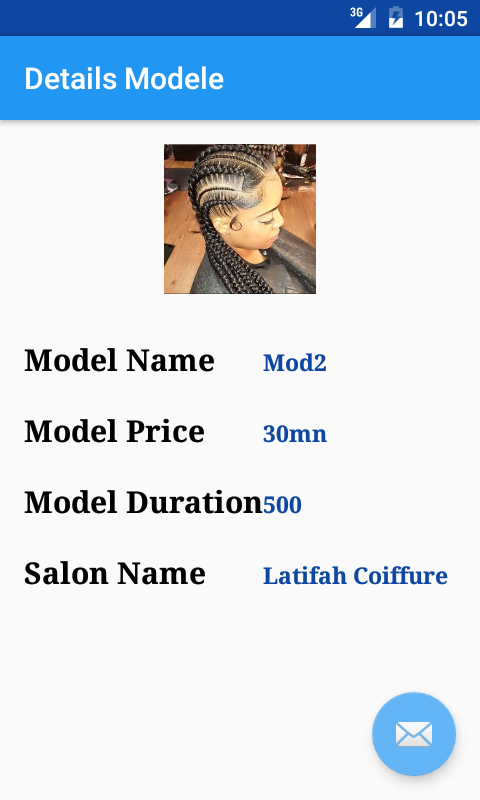 3G 10:05
Details Modele
Model Name Mod2
Model Price 30mn
Model Duration 500
Salon Name Latifah Coiffure